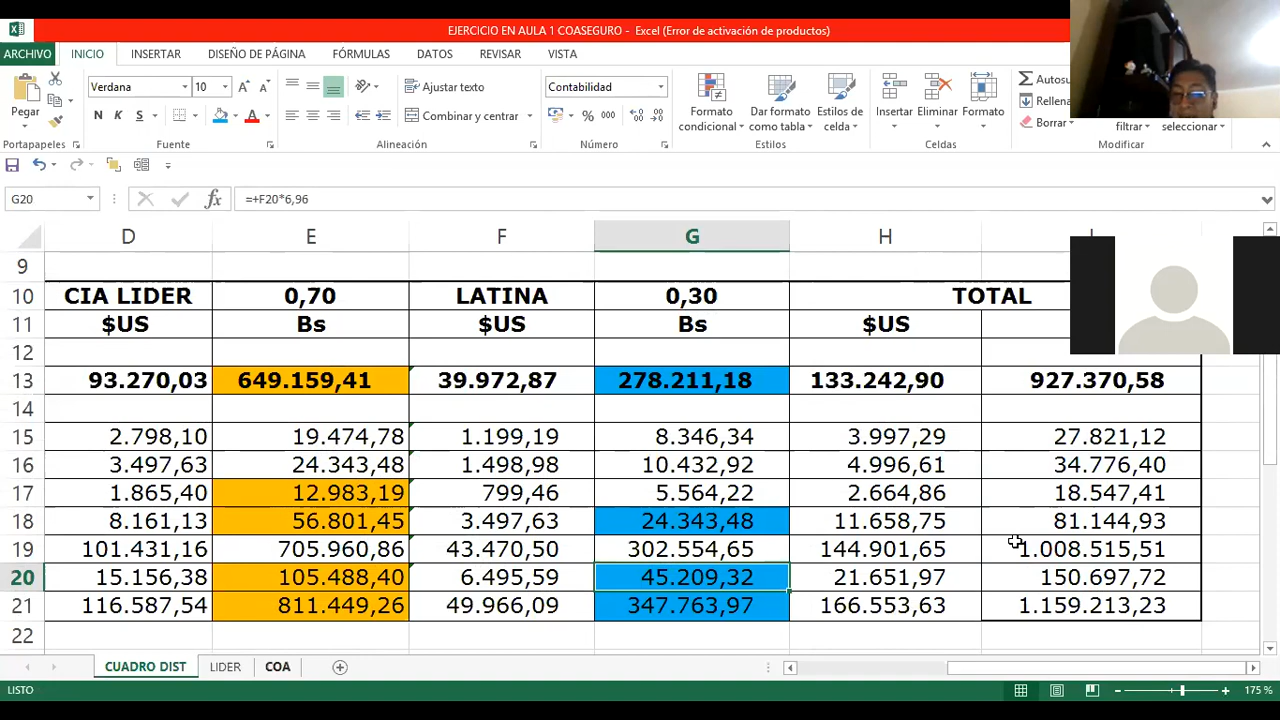 EJERCICIO EN AULA 1 COASEGURO - Excel (Error de activación de productos)
ARCHIVO INICIO INSERTAR DISEÑO DE PÁGINA FÓRMULAS DATOS REVISAR VISTA
Pegar
Verdana 10
N K S
Ajustar texto
Combinar y centrar
Contabilidad
% 000
Formato condicional
Dar formato como tabla
Estilos de celda
Insertar
Eliminar
Formato
Autosu
Rellena
Borrar
filtrar
seleccionar
Portapapeles Fuente Alineación Número Estilos Celdas Modificar
G20 fx =+F20*6,96
D E F G H I
9
10 CIA LIDER 0,70 LATINA 0,30 TOTAL
11 $US Bs $US Bs $US
12
13 93.270,03 649.159,41 39.972,87 278.211,18 133.242,90 927.370,58
14
15 2.798,10 19.474,78 1.199,19 8.346,34 3.997,29 27.821,12
16 3.497,63 24.343,48 1.498,98 10.432,92 4.996,61 34.776,40
17 1.865,40 12.983,19 799,46 5.564,22 2.664,86 18.547,41
18 8.161,13 56.801,45 3.497,63 24.343,48 11.658,75 81.144,93
19 101.431,16 705.960,86 43.470,50 302.554,65 144.901,65 1.008.515,51
20 15.156,38 105.488,40 6.495,59 45.209,32 21.651,97 150.697,72
21 116.587,54 811.449,26 49.966,09 347.763,97 166.553,63 1.159.213,23
22
CUADRO DIST LIDER COA
LISTO 175 %